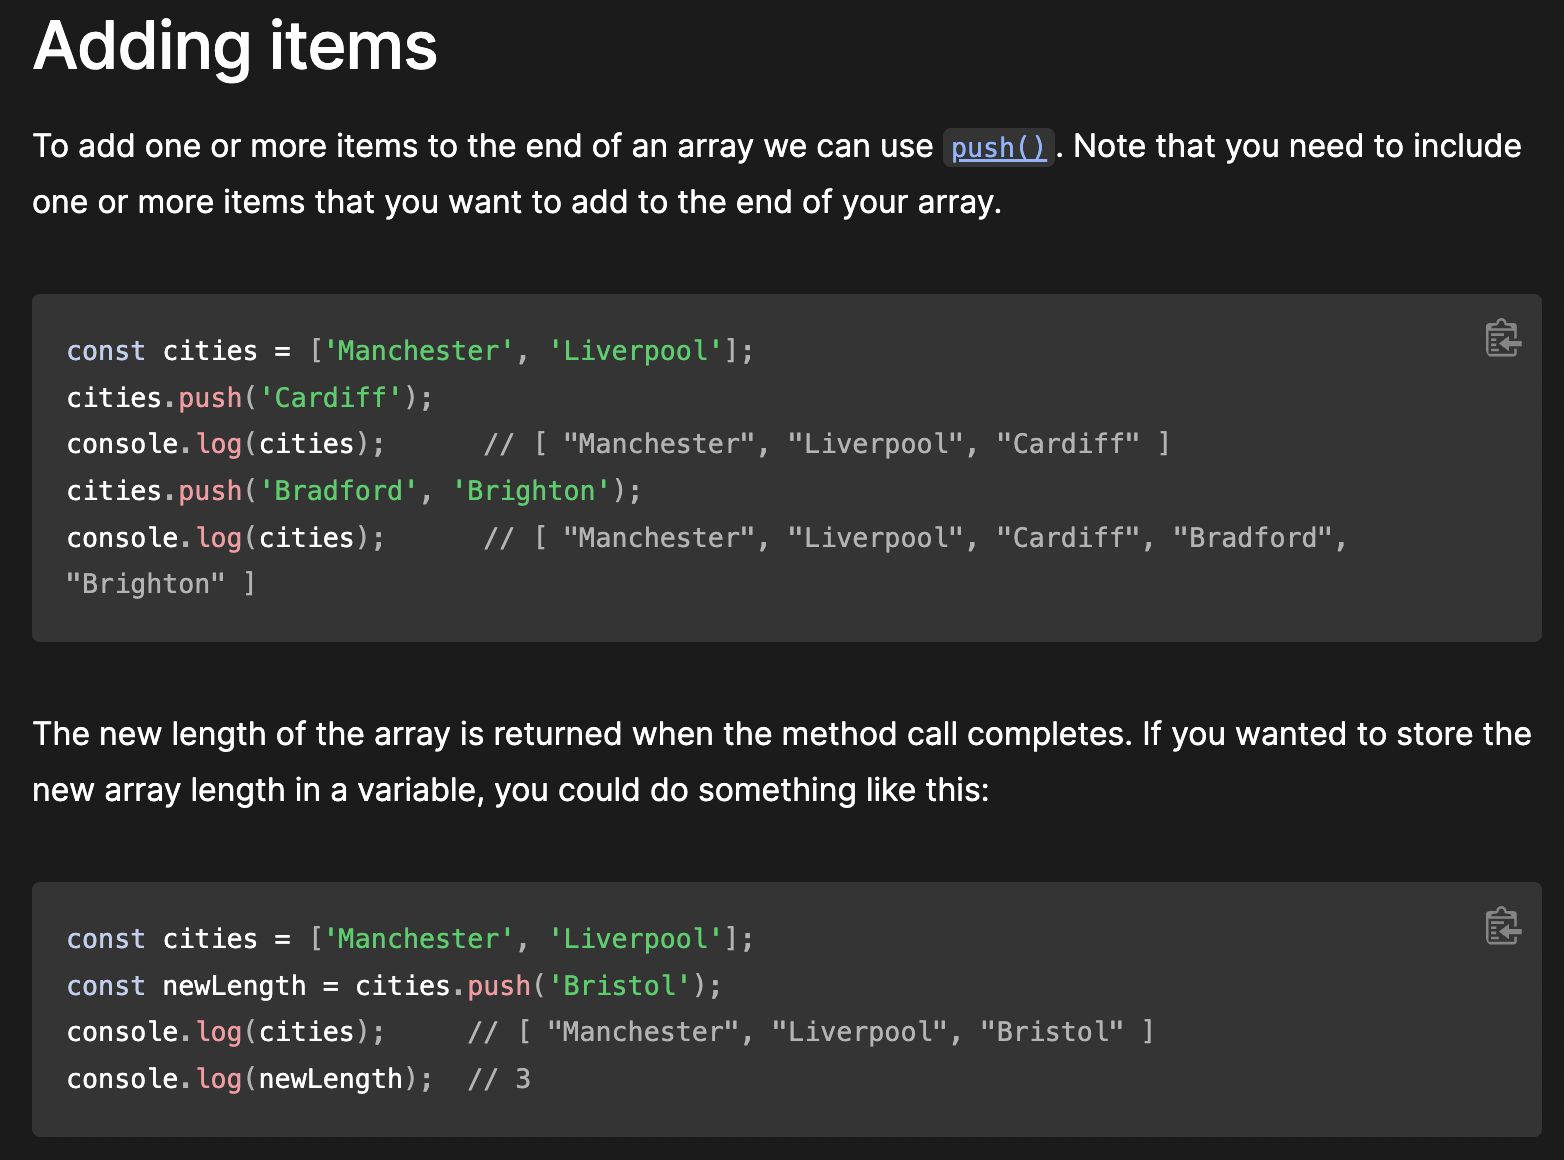 Adding items
To add one or more items to the end of an array we can use push(). Note that you need to include
one or more items that you want to add to the end of your array.
const cities = ['Manchester', 'Liverpool'];
cities.push('Cardiff');
console.log(cities);      // [ "Manchester", "Liverpool", "Cardiff" ]
cities.push('Bradford', 'Brighton');
console.log(cities);      // [ "Manchester", "Liverpool", "Cardiff", "Bradford",
"Brighton" ]
The new length of the array is returned when the method call completes. If you wanted to store the
new array length in a variable, you could do something like this:
const cities = ['Manchester', 'Liverpool'];
const newLength = cities.push('Bristol');
console.log(cities);     // [ "Manchester", "Liverpool", "Bristol" ]
console.log(newLength);  // 3